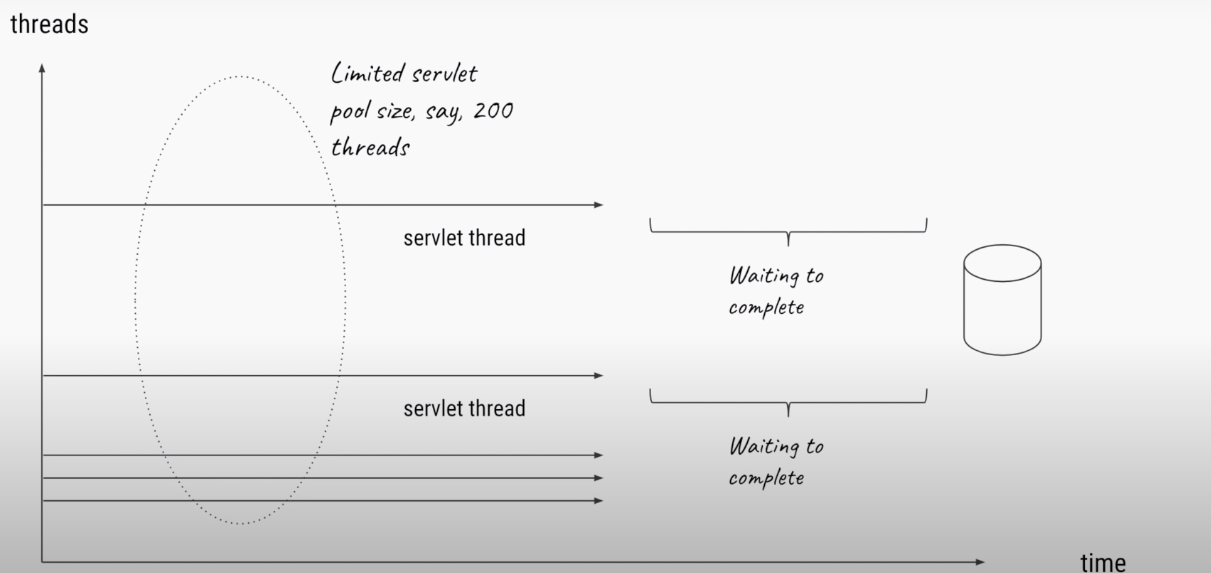 threads
Limited servlet
pool size, say, 200
threads
servlet thread
Waiting to
complete
servlet thread
Waiting to
complete
time